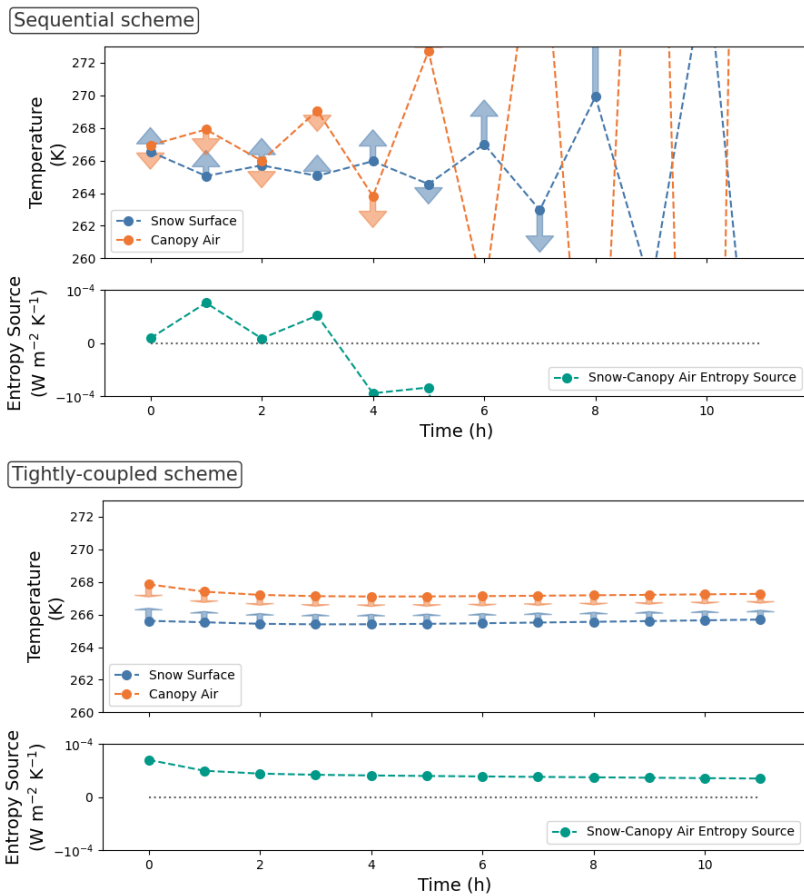 Sequential scheme
272
270
268
266
264
262
260
Temperature
(K)
Snow Surface
Canopy Air
10⁻⁴
0
−10⁻⁴
Entropy Source
(W m⁻² K⁻¹)
Snow-Canopy Air Entropy Source
0 2 4 6 8 10
Time (h)
Tightly-coupled scheme
272
270
268
266
264
262
260
Temperature
(K)
Snow Surface
Canopy Air
10⁻⁴
0
−10⁻⁴
Entropy Source
(W m⁻² K⁻¹)
Snow-Canopy Air Entropy Source
0 2 4 6 8 10
Time (h)